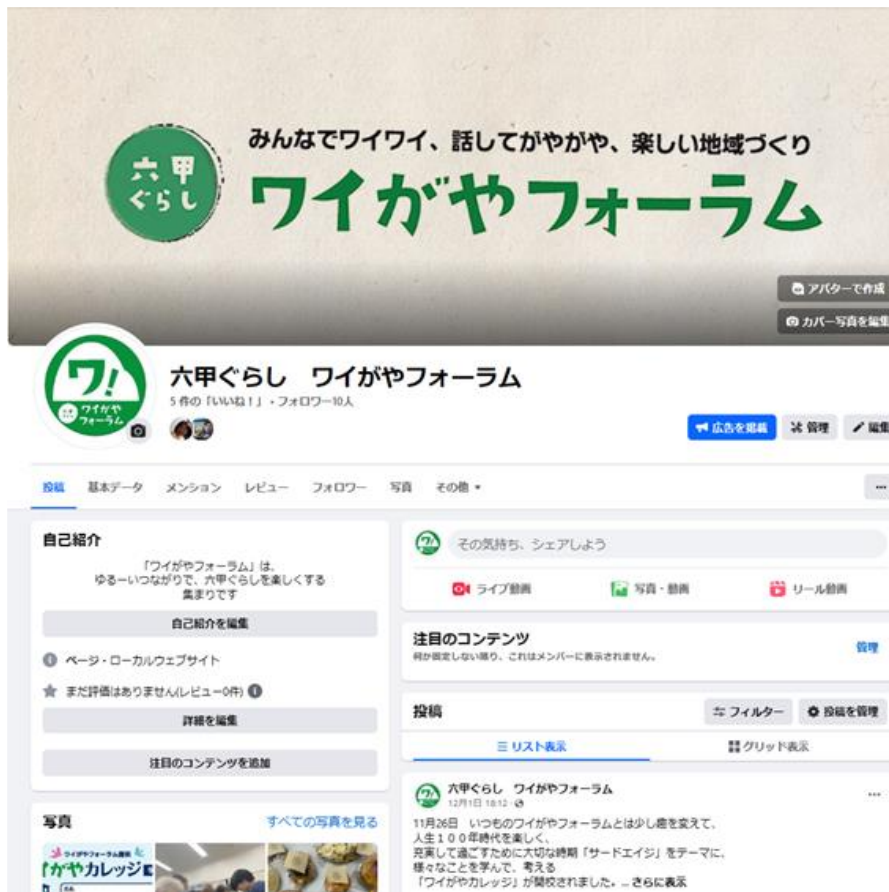 六甲
ぐらし
みんなでワイワイ、話してがやがや、楽しい地域づくり
ワイがやフォーラム
アバターで作成
カバー写真を編集
ワ!
ワイがや
フォーラム
六甲ぐらし ワイがやフォーラム
5 件の「いいね!」・フォロワー10人
広告を掲載 管理 編集
投稿 基本データ メンション レビュー フォロワー 写真 その他
自己紹介
「ワイがやフォーラム」は、
ゆるーいつながりで、六甲ぐらしを楽しくする
集まりです
自己紹介を編集
ページ・ローカルウェブサイト
まだ評価はありません(レビュー0件)
詳細を編集
注目のコンテンツを追加
写真 すべての写真を見る
ワイがやフォーラム
がやカレッジ
その気持ち、シェアしよう
ライブ動画 写真・動画 リール動画
注目のコンテンツ
管理
何か固定しない限り、これはメンバーに表示されません。
投稿 フィルター 投稿を管理
リスト表示 グリッド表示
六甲ぐらし ワイがやフォーラム
12月1日 18:12
11月26日 いつものワイがやフォーラムとは少し趣を変えて、
人生100年時代を楽しく、
充実して過ごすために大切な時期「サードエイジ」をテーマに、
様々なことを学んで、考える
「ワイがやカレッジ」が開校されました。... さらに表示